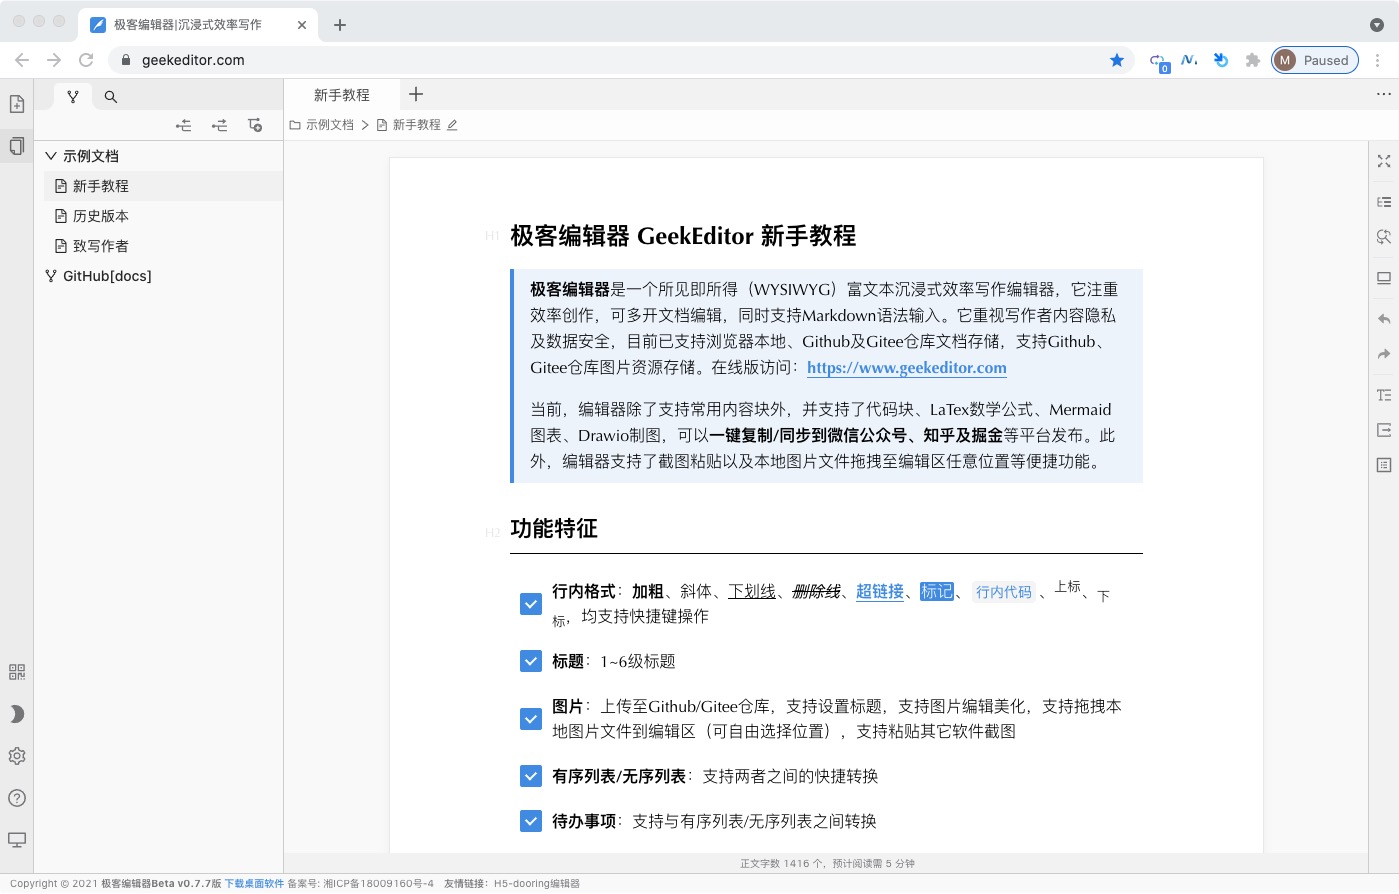 极客编辑器|沉浸式效率写作
geekeditor.com
0
M Paused
新手教程
示例文档 > 新手教程
示例文档
新手教程
历史版本
致写作者
GitHub[docs]
H1 极客编辑器 GeekEditor 新手教程
极客编辑器是一个所见即所得（WYSIWYG）富文本沉浸式效率写作编辑器，它注重
效率创作，可多开文档编辑，同时支持Markdown语法输入。它重视写作者内容隐私
及数据安全，目前已支持浏览器本地、Github及Gitee仓库文档存储，支持Github、
Gitee仓库图片资源存储。在线版访问：https://www.geekeditor.com
当前，编辑器除了支持常用内容块外，并支持了代码块、LaTex数学公式、Mermaid
图表、Drawio制图，可以一键复制/同步到微信公众号、知乎及掘金等平台发布。此
外，编辑器支持了截图粘贴以及本地图片文件拖拽至编辑区任意位置等便捷功能。
H2 功能特征
行内格式：加粗、斜体、下划线、删除线、超链接、标记、行内代码、上标、下
标，均支持快捷键操作
标题：1~6级标题
图片：上传至Github/Gitee仓库，支持设置标题，支持图片编辑美化，支持拖拽本
地图片文件到编辑区（可自由选择位置），支持粘贴其它软件截图
有序列表/无序列表：支持两者之间的快捷转换
待办事项：支持与有序列表/无序列表之间转换
正文字数 1416 个，预计阅读需 5 分钟
Copyright © 2021 极客编辑器Beta v0.7.7版 下载桌面软件 备案号: 湘ICP备18009160号-4 友情链接：H5-dooring编辑器